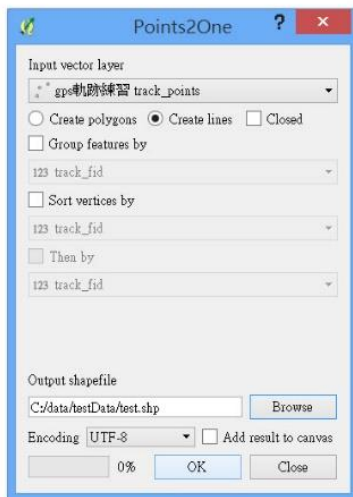 Points2One
Input vector layer
gps軌跡練習 track_points
Create polygons Create lines Closed
Group features by
123 track_fid
Sort vertices by
123 track_fid
Then by
123 track_fid
Output shapefile
C:/data/testData/test.shp Browse
Encoding UTF-8 Add result to canvas
0% OK Close